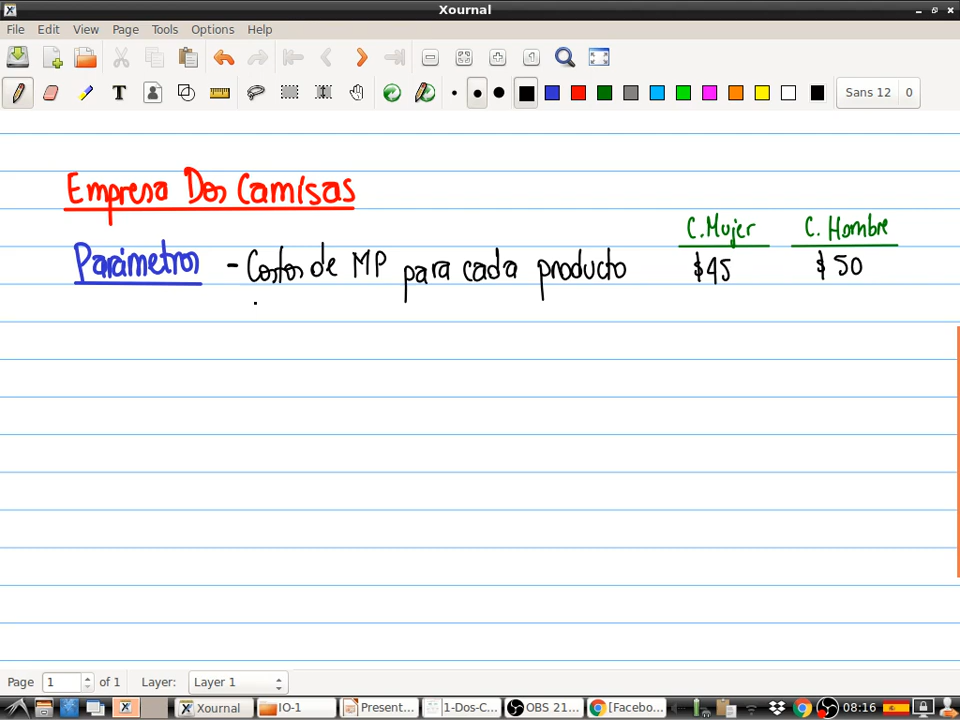 Xournal
File Edit View Page Tools Options Help
Sans 12 0
Empresa Dos Camisas
C.Mujer C. Hombre
Parámetros - Costos de MP para cada producto $45 $50
Page 1 of 1 Layer: Layer 1
Xournal IO-1 Present... 1-Dos-C... OBS 21... [Facebo... 08:16